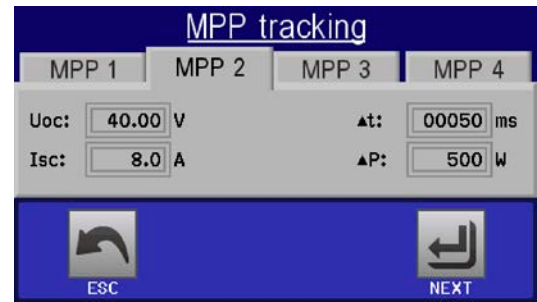 MPP tracking
MPP 1 MPP 2 MPP 3 MPP 4
Uoc: 40.00 V ▲t: 00050 ms
Isc: 8.0 A ▲P: 500 W
ESC NEXT